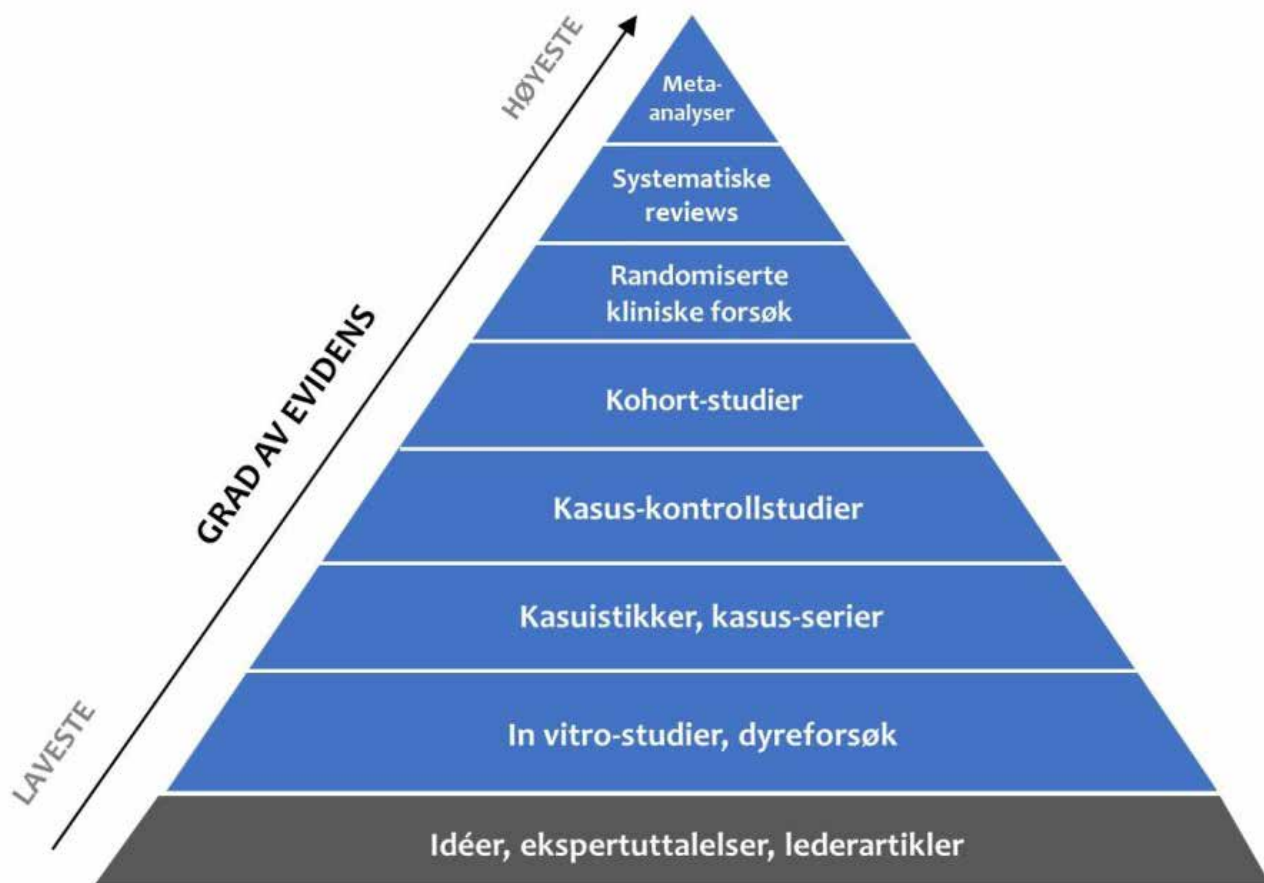 HØYESTE
GRAD AV EVIDENS
LAVESTE
Meta-
analyser
Systematiske
reviews
Randomiserte
kliniske forsøk
Kohort-studier
Kasus-kontrollstudier
Kasuistikker, kasus-serier
In vitro-studier, dyreforsøk
Idéer, ekspertuttalelser, lederartikler